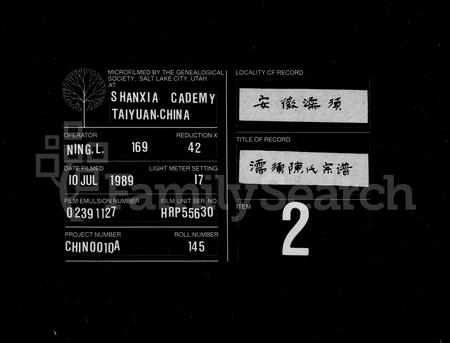 MICROFILMED BY THE GENEALOGICAL
SOCIETY, SALT LAKE CITY, UTAH
AT
SHANXIA CADEMY
TAIYUAN-CHINA
OPERATOR REDUCTION X
NING.L. 169 42
DATE FILMED LIGHT METER SETTING
10 JUL 1989 17
FILM EMULSION NUMBER FILM UNIT SER. NO.
02391127 HRP55630
PROJECT NUMBER ROLL NUMBER
CHIN0010A 145
LOCALITY OF RECORD
安徽濡须
TITLE OF RECORD
濡须陳氏宗谱
ITEM
2
FamilySearch